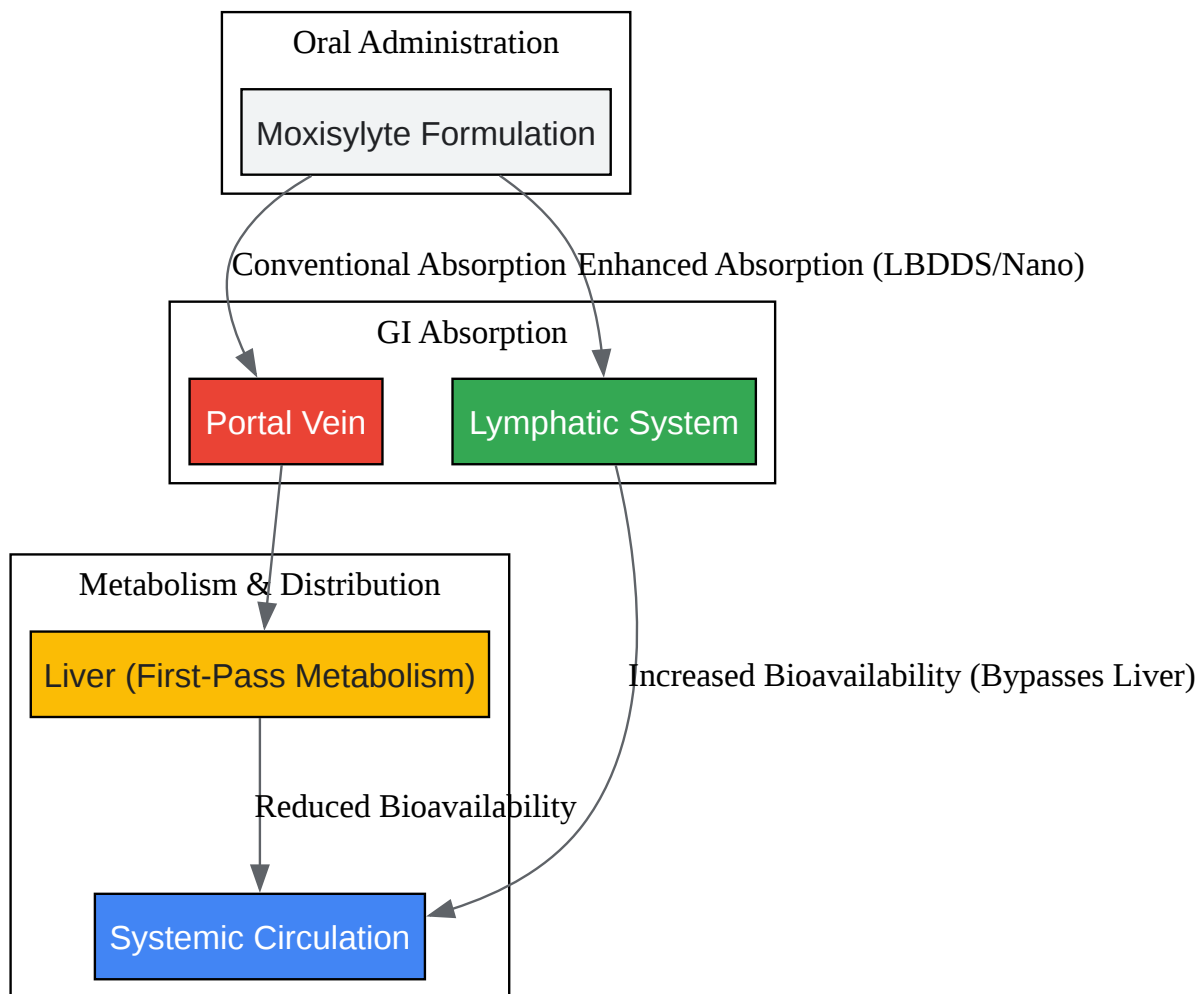 Oral Administration
Moxisylyte Formulation
Conventional Absorption
Enhanced Absorption (LBDDS/Nano)
GI Absorption
Portal Vein
Lymphatic System
Metabolism & Distribution
Liver (First-Pass Metabolism)
Increased Bioavailability (Bypasses Liver)
Reduced Bioavailability
Systemic Circulation